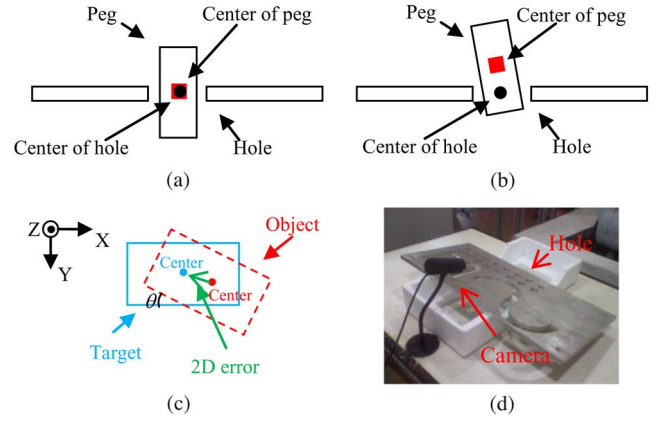 Peg
Center of peg
Center of hole
Hole
(a)
Peg
Center of peg
Center of hole
Hole
(b)
Z
X
Y
Object
Center
Center
θ
Target
2D error
(c)
Hole
Camera
(d)